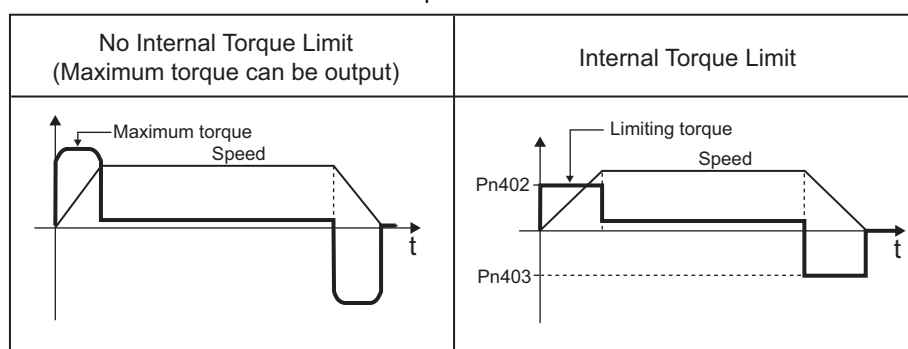 No Internal Torque Limit
(Maximum torque can be output)
Internal Torque Limit
Maximum torque
Speed
t
Limiting torque
Speed
Pn402
t
Pn403